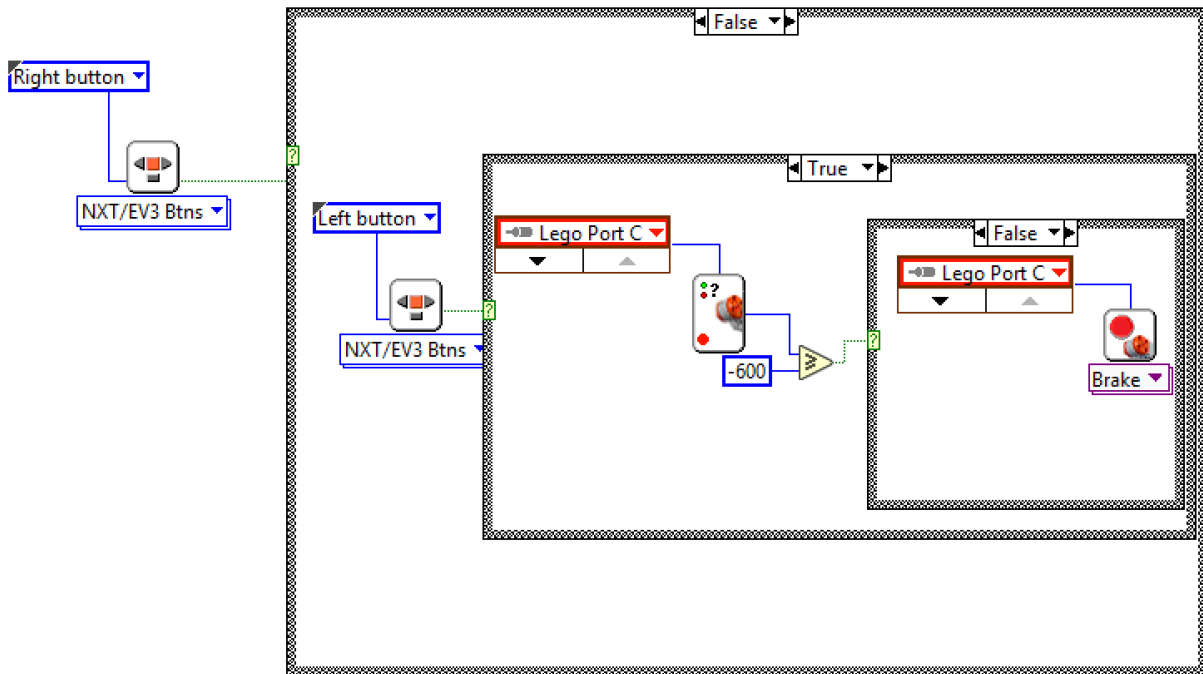 False
Right button
?
NXT/EV3 Btns
True
Left button
Lego Port C
?
NXT/EV3 Btns
?
-600
≥
False
Lego Port C
?
Brake